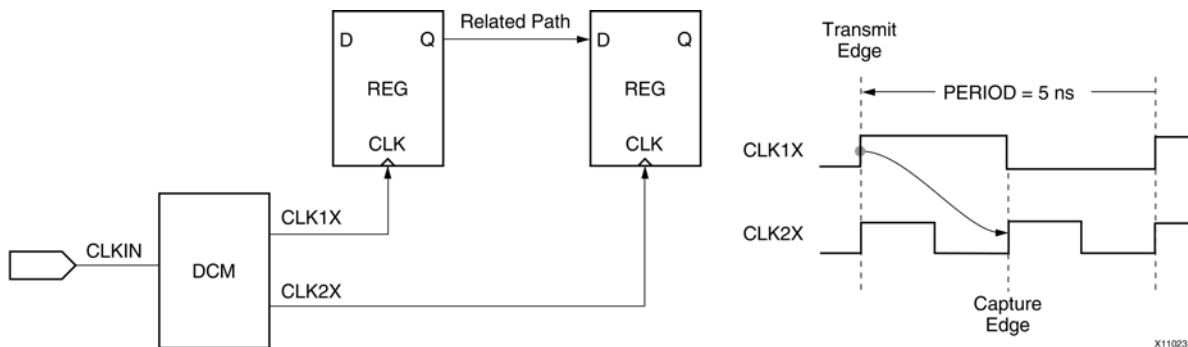 Related Path
D Q
REG
CLK
D Q
REG
CLK
CLKIN
DCM
CLK1X
CLK2X
Transmit
Edge
PERIOD = 5 ns
CLK1X
CLK2X
Capture
Edge
X11023